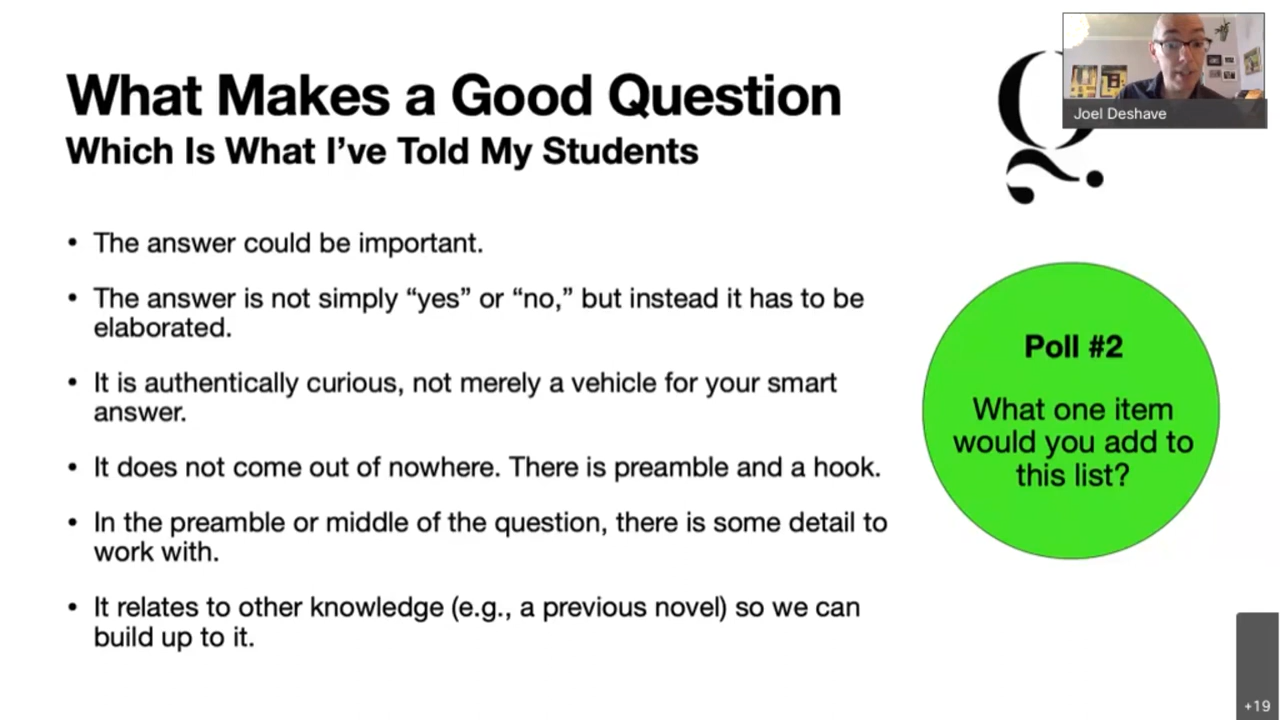 What Makes a Good Question
Which Is What I’ve Told My Students
Q.
Joel Deshave
• The answer could be important.
• The answer is not simply “yes” or “no,” but instead it has to be
elaborated.
• It is authentically curious, not merely a vehicle for your smart
answer.
• It does not come out of nowhere. There is preamble and a hook.
• In the preamble or middle of the question, there is some detail to
work with.
• It relates to other knowledge (e.g., a previous novel) so we can
build up to it.
Poll #2
What one item
would you add to
this list?
+19